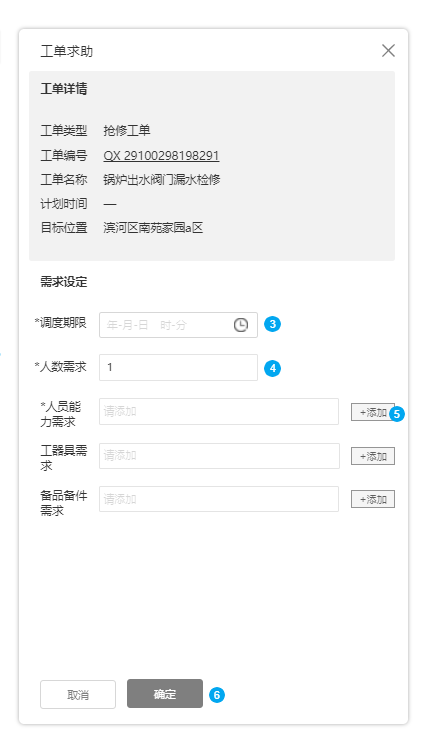 工单求助
工单详情
工单类型 抢修工单
工单编号 QX 29100298198291
工单名称 锅炉出水阀门漏水检修
计划时间 —
目标位置 滨河区南苑家园a区
需求设定
*调度期限 年-月-日 时-分 3
*人数需求 1 4
*人员能
力需求 请添加 +添加 5
工器具需
求 请添加 +添加
备品备件
需求 请添加 +添加
取消 确定 6